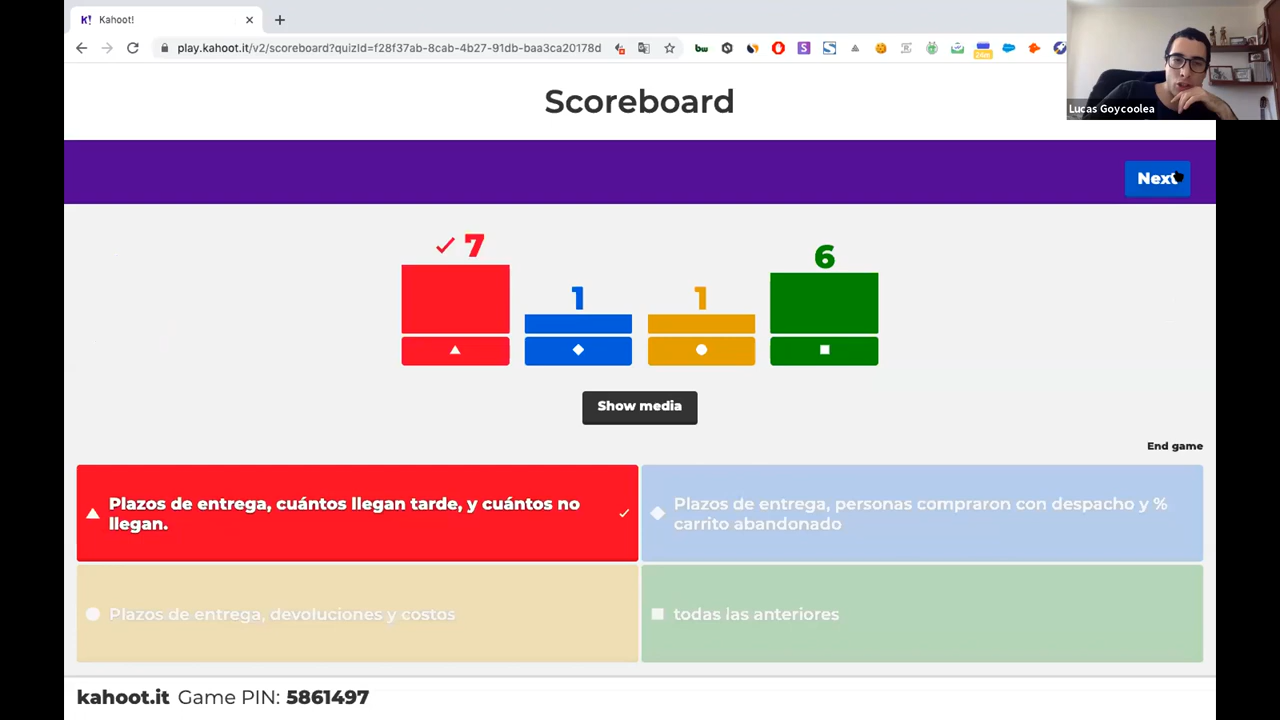 Kahoot!
play.kahoot.it/v2/scoreboard?quizId=f28f37ab-8cab-4b27-91db-baa3ca20178d
Lucas Goycoolea
Scoreboard
Next
7
1
1
6
Show media
End game
Plazos de entrega, cuántos llegan tarde, y cuántos no
llegan.
Plazos de entrega, personas compraron con despacho y %
carrito abandonado
Plazos de entrega, devoluciones y costos
todas las anteriores
kahoot.it Game PIN: 5861497